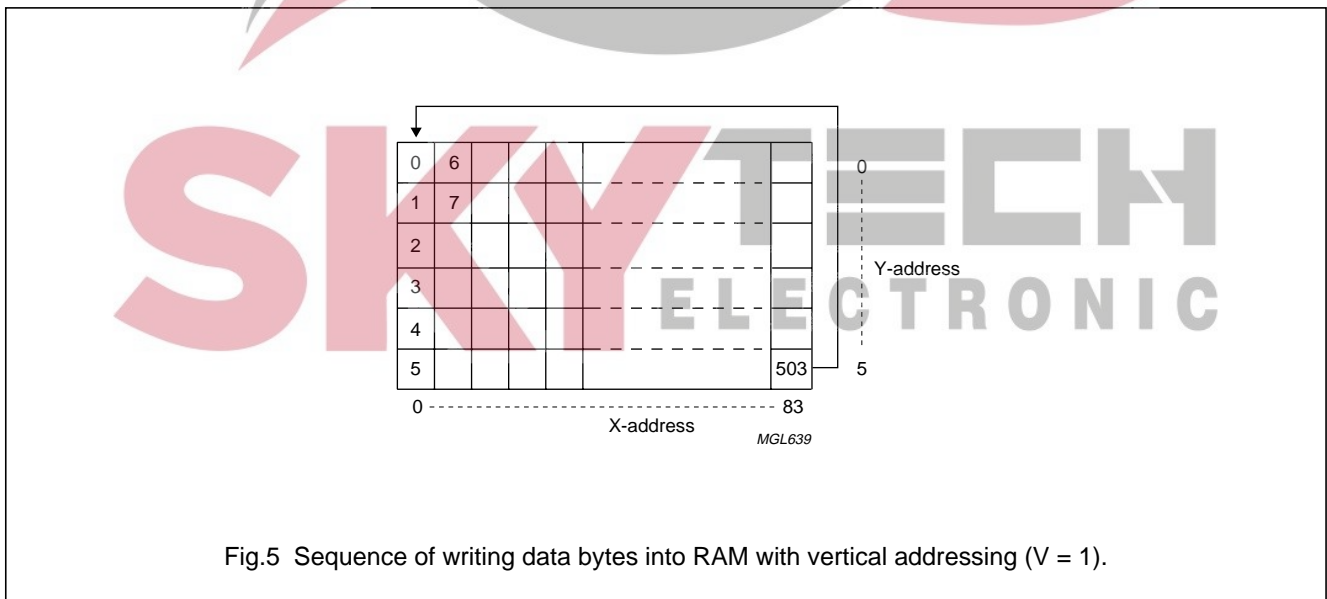 SKYTECH
ELECTRONIC
0 6 0
1 7
2
3 Y-address
4
5 503 5
0 83
X-address
MGL639
Fig.5 Sequence of writing data bytes into RAM with vertical addressing (V = 1).